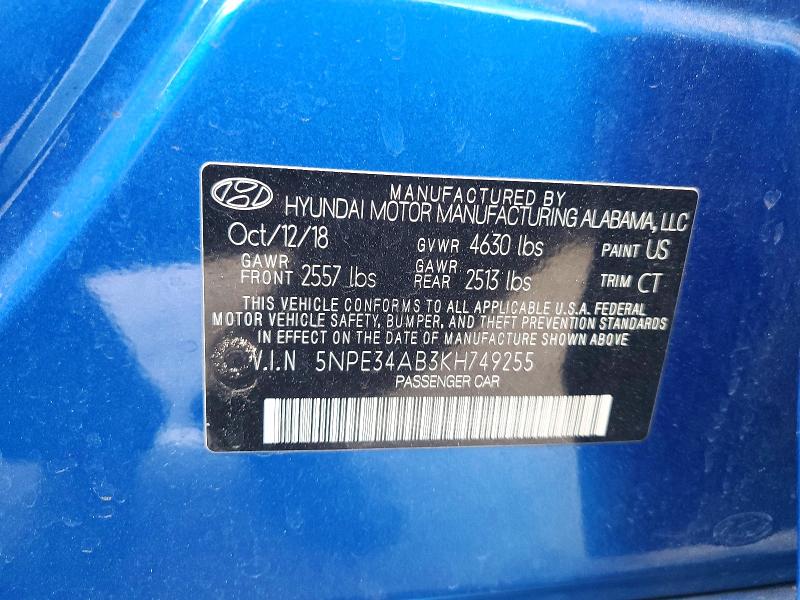 MANUFACTURED BY
HYUNDAI MOTOR MANUFACTURING ALABAMA, LLC
Oct/12/18 GVWR 4630 lbs PAINT US
GAWR FRONT 2557 lbs GAWR REAR 2513 lbs TRIM CT
THIS VEHICLE CONFORMS TO ALL APPLICABLE U.S.A. FEDERAL
MOTOR VEHICLE SAFETY, BUMPER, AND THEFT PREVENTION STANDARDS
IN EFFECT ON THE DATE OF MANUFACTURE SHOWN ABOVE.
V.I.N 5NPE34AB3KH749255
PASSENGER CAR